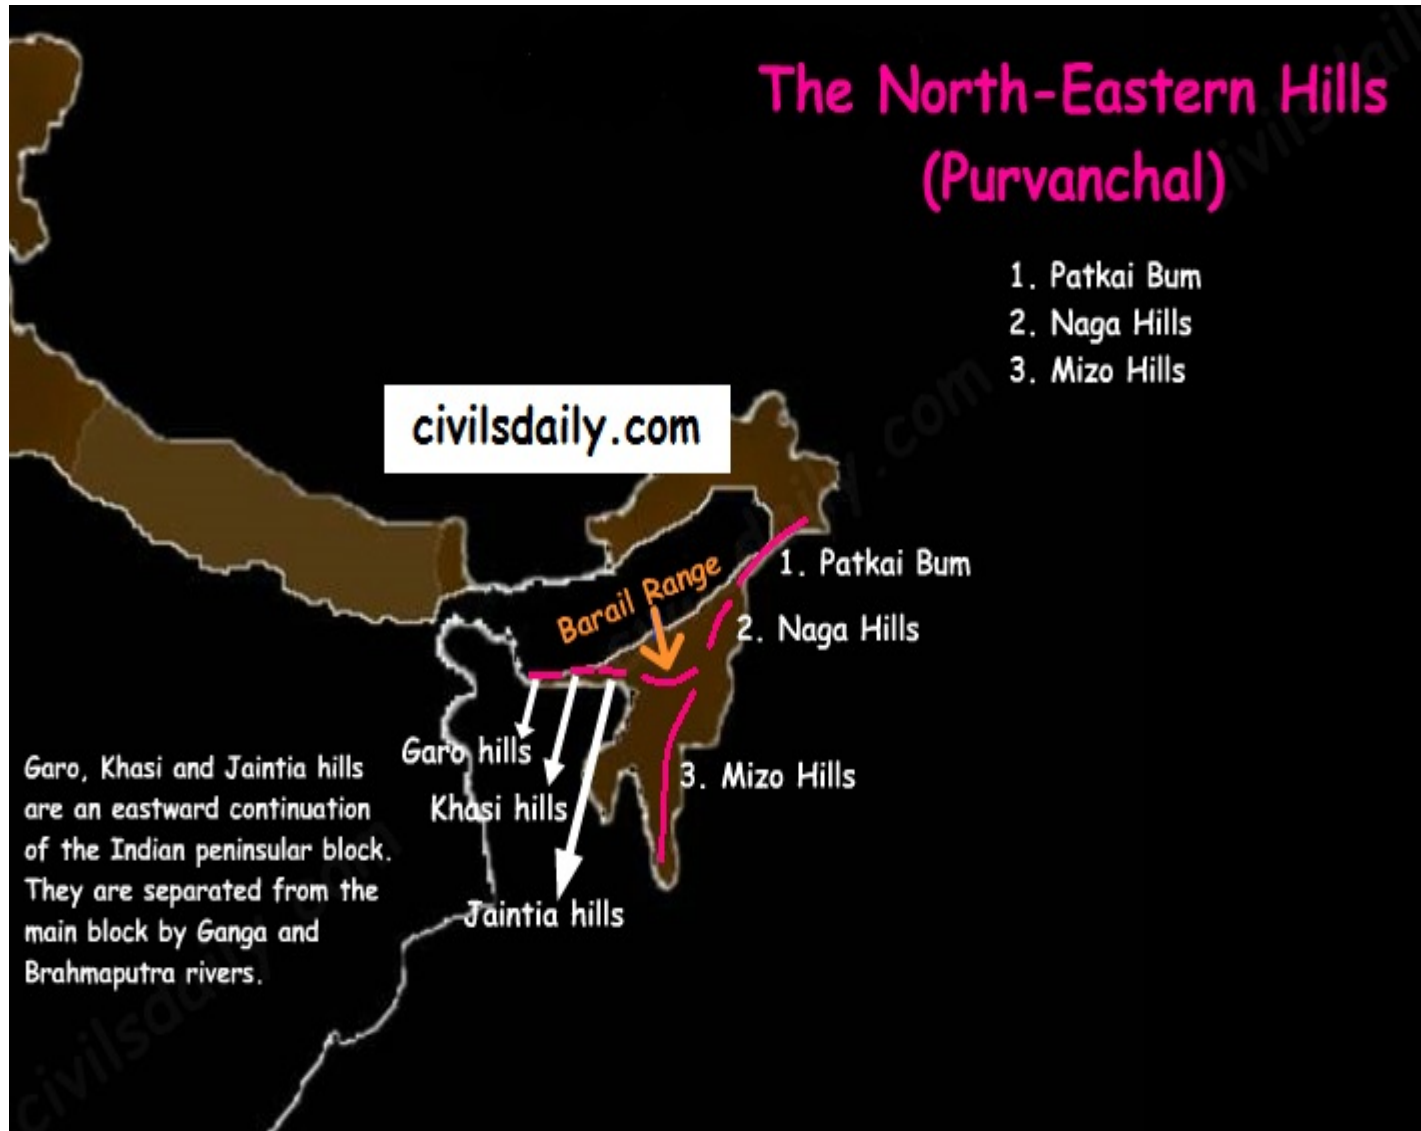 The North-Eastern Hills
(Purvanchal)
1. Patkai Bum
2. Naga Hills
3. Mizo Hills
civilsdaily.com
Barail Range
1. Patkai Bum
2. Naga Hills
Garo hills
3. Mizo Hills
Khasi hills
Jaintia hills
Garo, Khasi and Jaintia hills
are an eastward continuation
of the Indian peninsular block.
They are separated from the
main block by Ganga and
Brahmaputra rivers.
civilsdaily.com